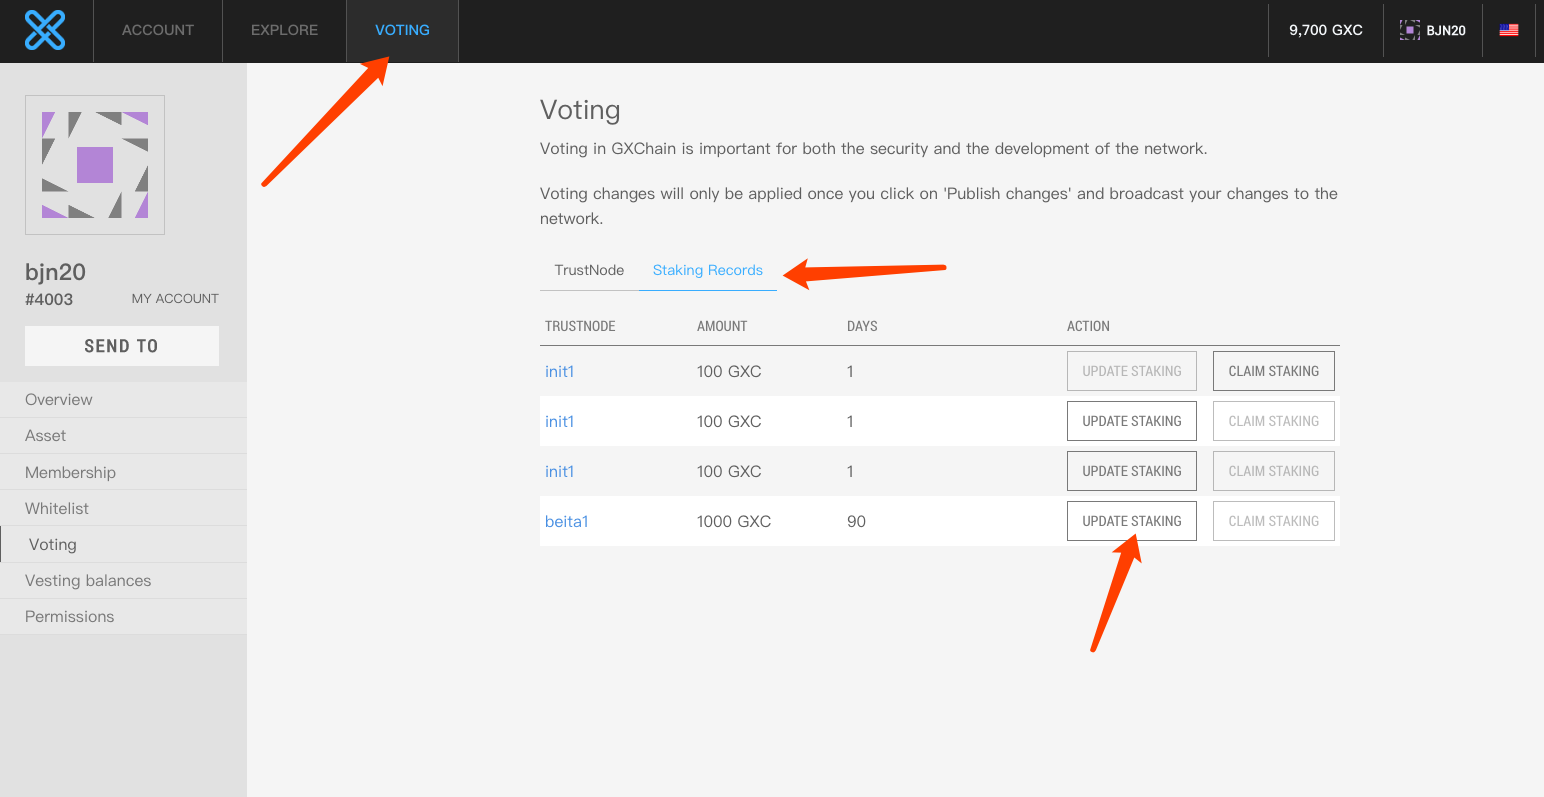 ACCOUNT EXPLORE VOTING 9,700 GXC BJN20
bjn20
#4003 MY ACCOUNT
SEND TO
Overview
Asset
Membership
Whitelist
Voting
Vesting balances
Permissions
Voting
Voting in GXChain is important for both the security and the development of the network.
Voting changes will only be applied once you click on 'Publish changes' and broadcast your changes to the
network.
TrustNode Staking Records
TRUSTNODE AMOUNT DAYS ACTION
init1 100 GXC 1 UPDATE STAKING CLAIM STAKING
init1 100 GXC 1 UPDATE STAKING CLAIM STAKING
init1 100 GXC 1 UPDATE STAKING CLAIM STAKING
beita1 1000 GXC 90 UPDATE STAKING CLAIM STAKING